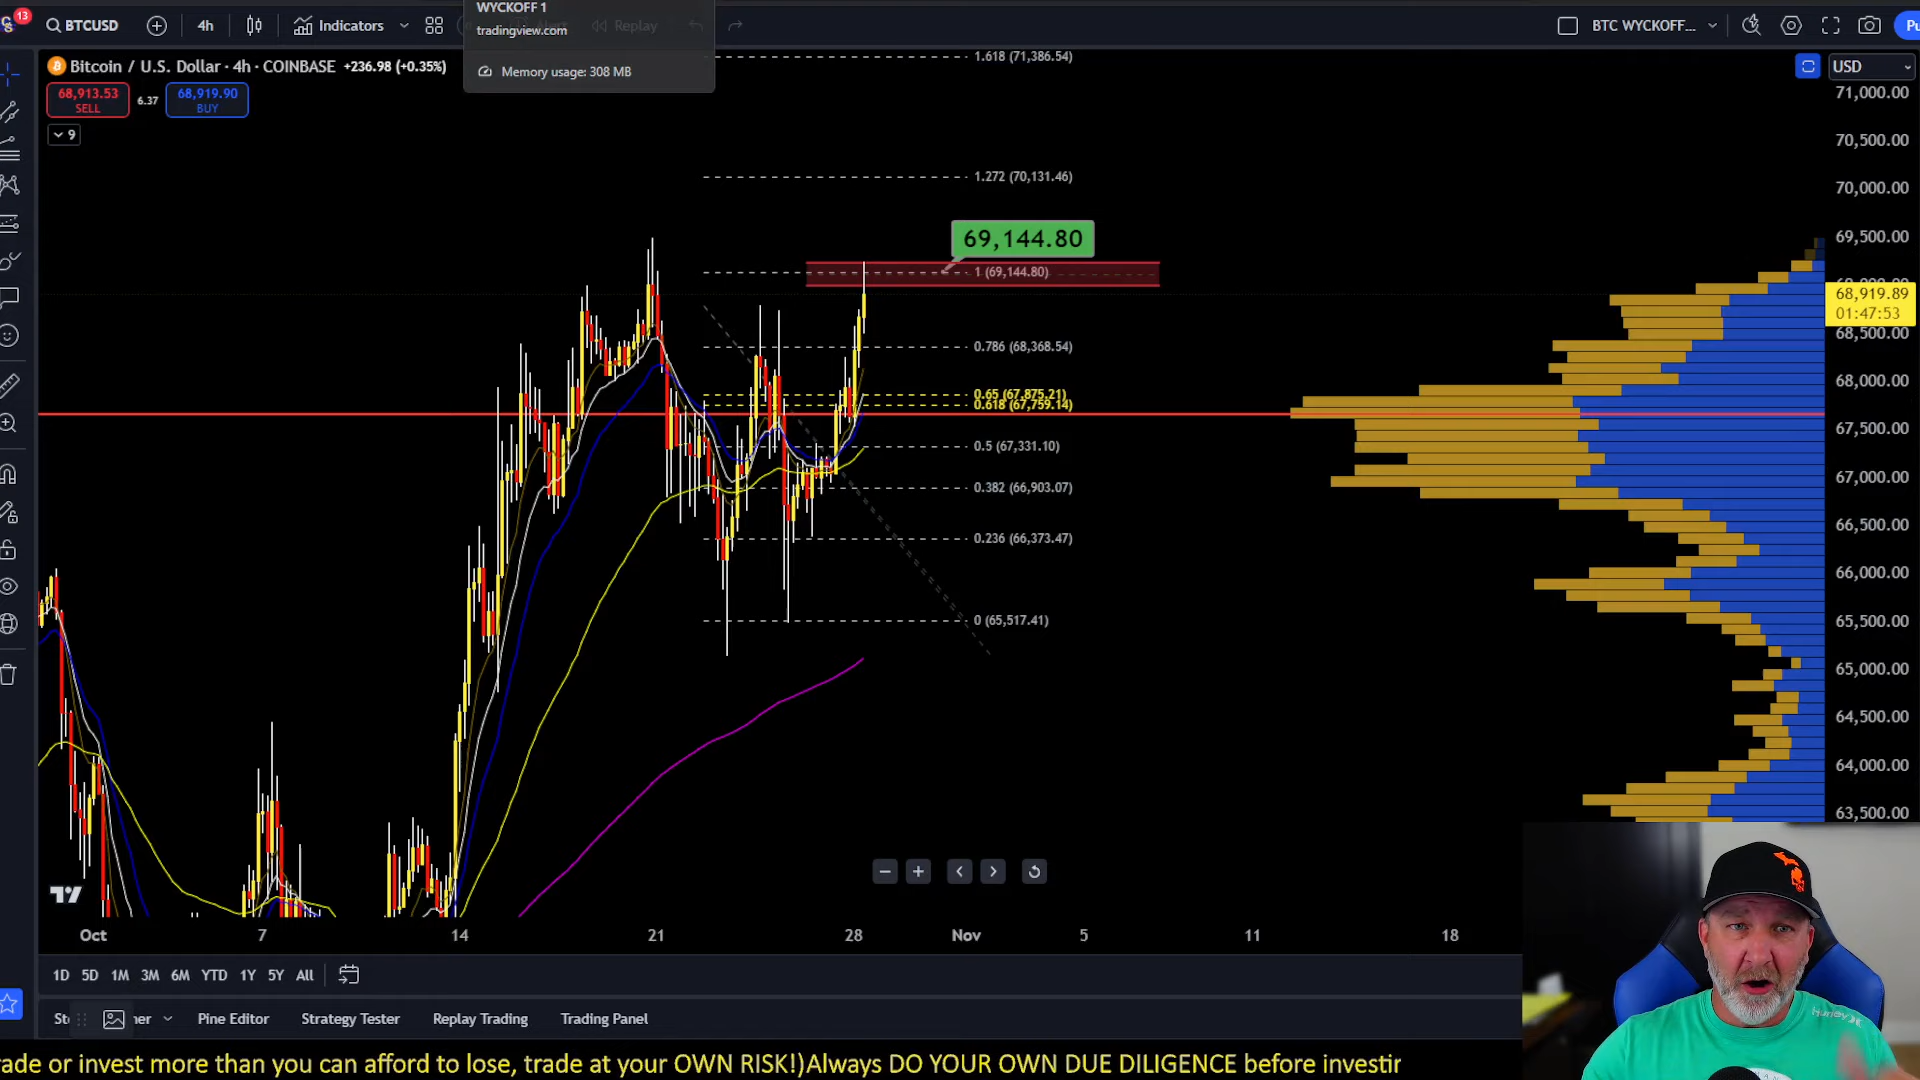 WYCKOFF 1
tradingview.com
Memory usage: 308 MB
13
BTCUSD
4h
Indicators
Replay
BTC WYCKOFF...
Pu
Bitcoin / U.S. Dollar · 4h · COINBASE +236.98 (+0.35%)
USD
68,913.53
SELL
6.37
68,919.90
BUY
9
1.618 (71,386.54)
1.272 (70,131.46)
69,144.80
1 (69,144.80)
0.786 (68,368.54)
0.65 (67,875.21)
0.618 (67,759.14)
0.5 (67,331.10)
0.382 (66,903.07)
0.236 (66,373.47)
0 (65,517.41)
71,000.00
70,500.00
70,000.00
69,500.00
68,919.89
01:47:53
68,500.00
68,000.00
67,500.00
67,000.00
66,500.00
66,000.00
65,500.00
65,000.00
64,500.00
64,000.00
63,500.00
Oct 7 14 21 28 Nov 5 11 18
1D 5D 1M 3M 6M YTD 1Y 5Y All
Pine Editor Strategy Tester Replay Trading Trading Panel
rade or invest more than you can afford to lose, trade at your OWN RISK!)Always DO YOUR OWN DUE DILIGENCE before investin